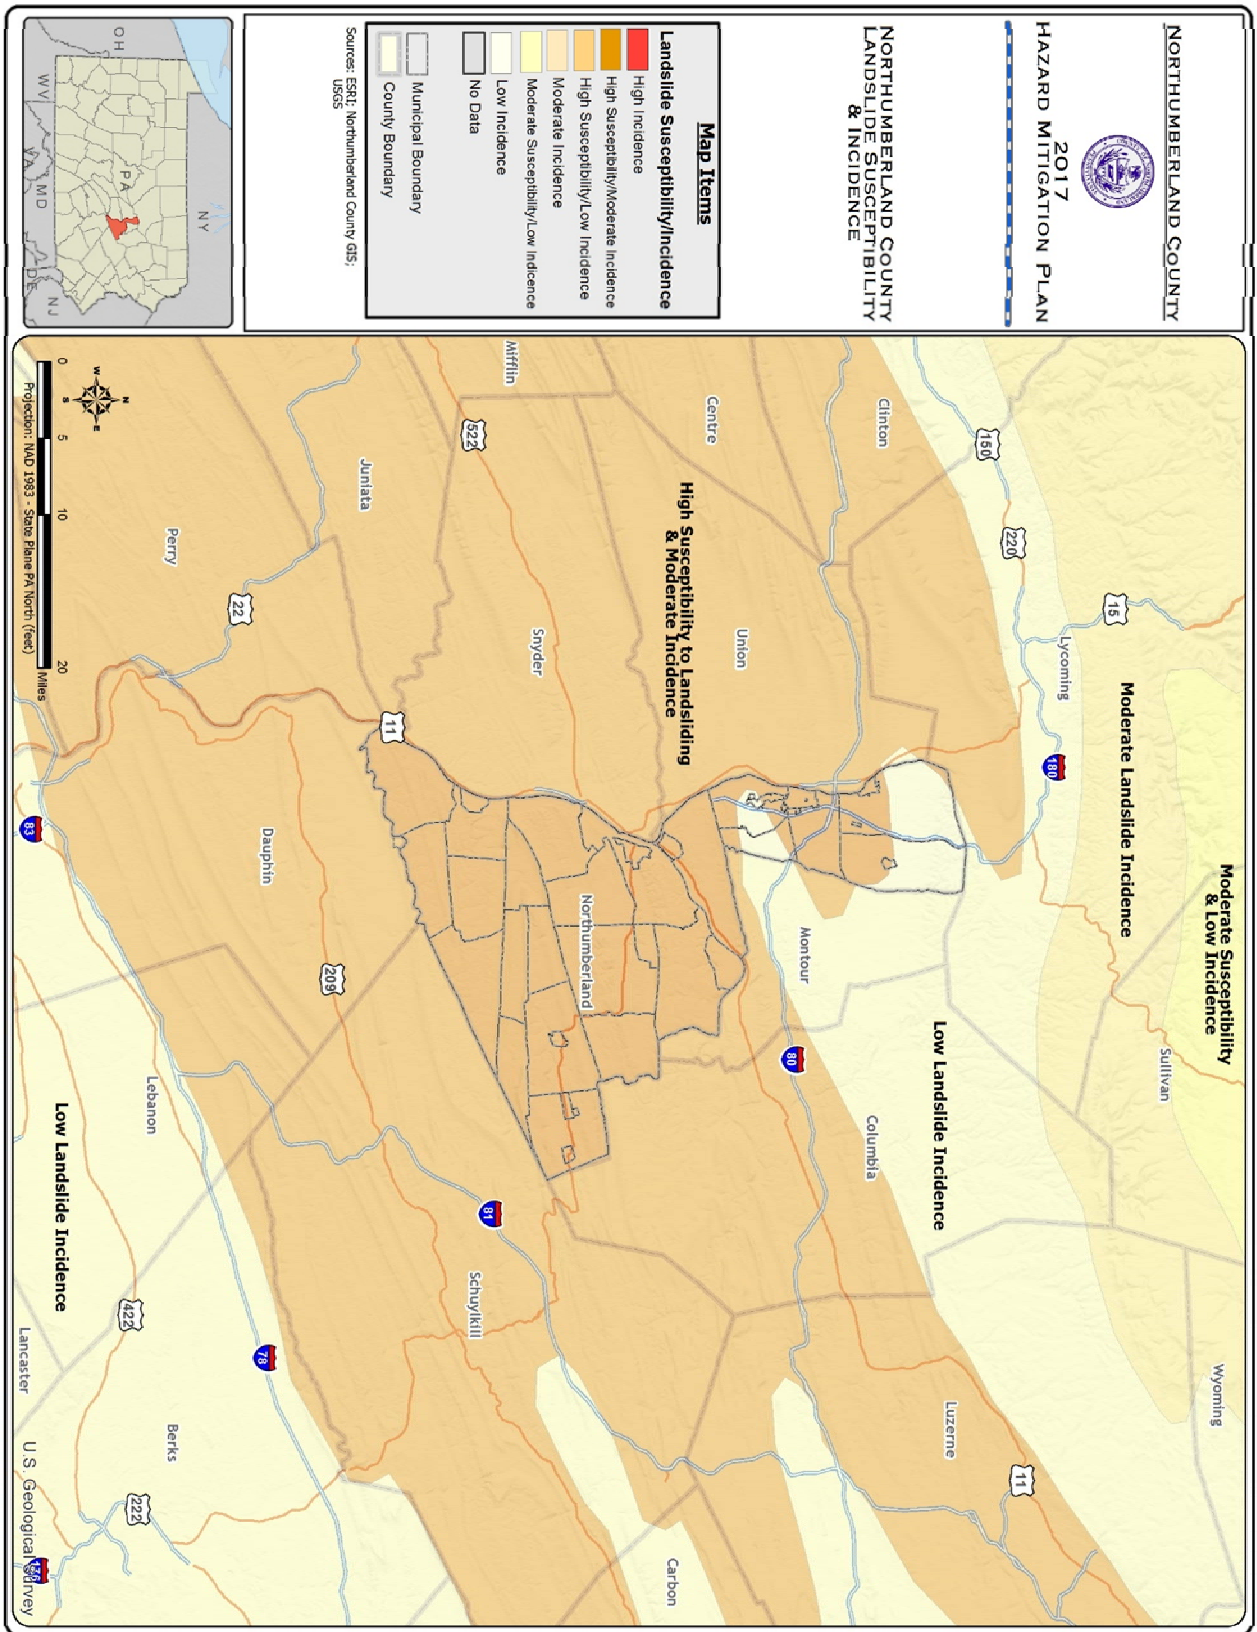 NORTHUMBERLAND COUNTY
HAZARD MITIGATION PLAN
2017
NORTHUMBERLAND COUNTY
LANDSLIDE SUSCEPTIBILITY
& INCIDENCE
Map Items
Landslide Susceptibility/Incidence
High Incidence
High Susceptibility/Moderate Incidence
High Susceptibility/Low Incidence
Moderate Incidence
Moderate Susceptibility/Low Indicence
Low Incidence
No Data
Municipal Boundary
County Boundary
Sources: ESRI; Northumberland County GIS;
USGS
OH
NY
PA
WV
VA
MD
DE
NJ
Moderate Susceptibility
& Low Incidence
Sullivan
Wyoming
Moderate Landslide Incidence
15
Lycoming
180
220
150
Low Landslide Incidence
Luzerne
11
Clinton
Columbia
Montour
80
Centre
Union
High Susceptibility to Landsliding
& Moderate Incidence
Carbon
Northumberland
Mifflin
Snyder
522
81
Schuylkill
Juniata
11
209
Dauphin
22
78
Perry
Lebanon
Berks
422
222
Low Landslide Incidence
83
Lancaster
176
U.S. Geological Survey
N
W
E
S
0
5
10
20
Miles
Projection: NAD 1983 - State Plane PA North (feet)